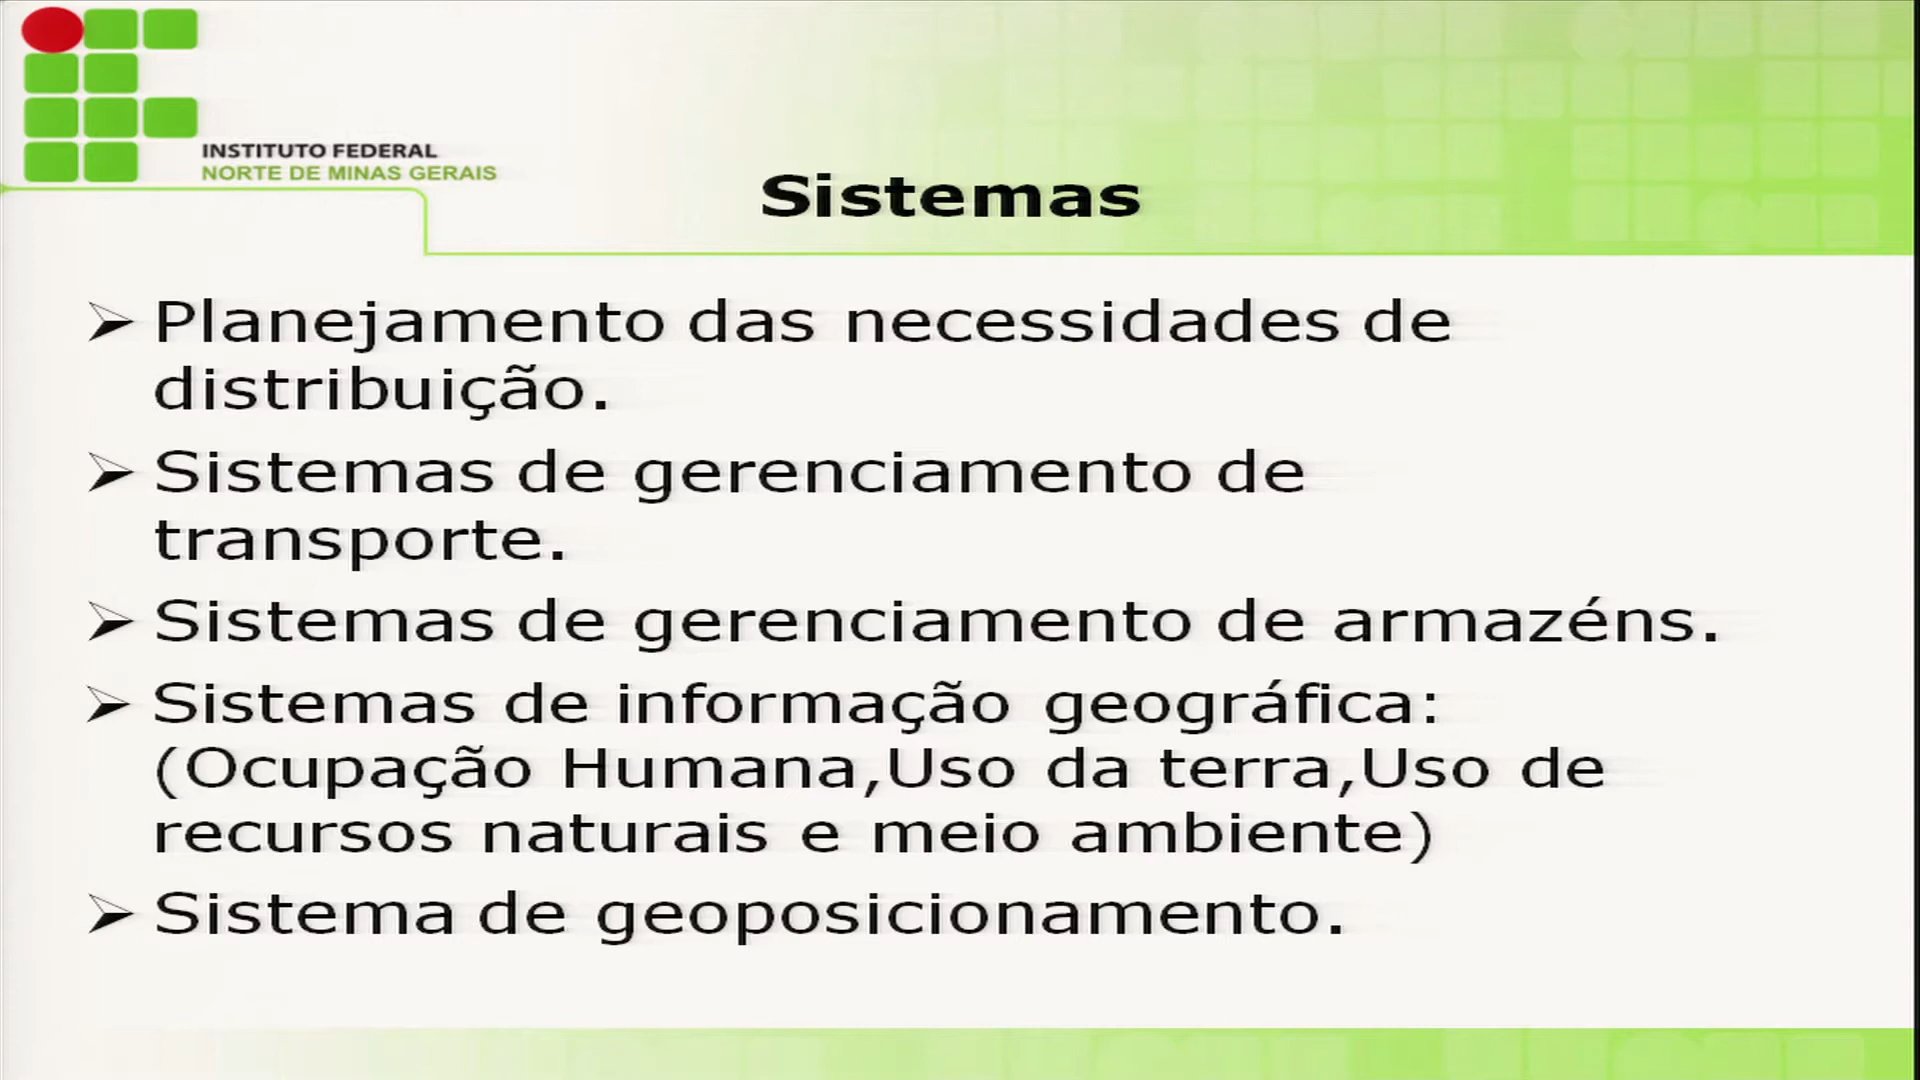 INSTITUTO FEDERAL
NORTE DE MINAS GERAIS
Sistemas
Planejamento das necessidades de
distribuição.
Sistemas de gerenciamento de
transporte.
Sistemas de gerenciamento de armazéns.
Sistemas de informação geográfica:
(Ocupação Humana,Uso da terra,Uso de
recursos naturais e meio ambiente)
Sistema de geoposicionamento.